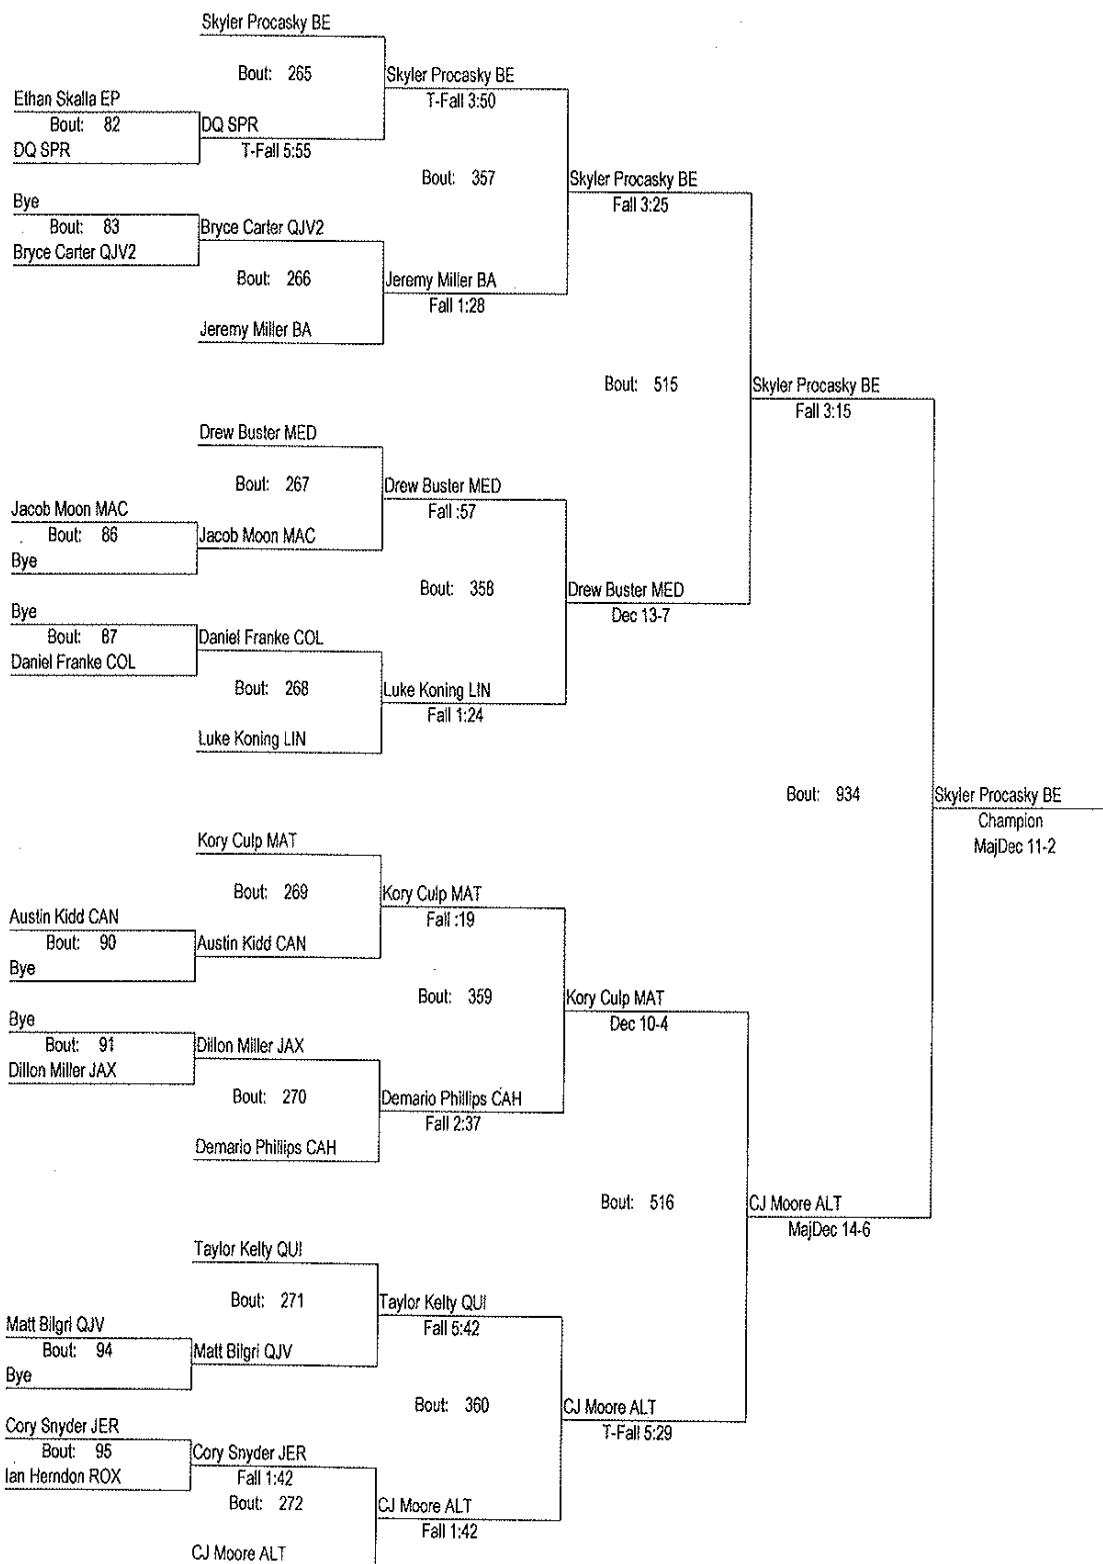 Skyler Procasky BE
Bout: 265
Skyler Procasky BE
T-Fall 3:50
Ethan Skalla EP
Bout: 82
DQ SPR
DQ SPR
T-Fall 5:55
Bout: 357
Skyler Procasky BE
Fall 3:25
Bye
Bout: 83
Bryce Carter QJV2
Bryce Carter QJV2
Bout: 266
Jeremy Miller BA
Fall 1:28
Jeremy Miller BA
Bout: 515
Skyler Procasky BE
Fall 3:15
Drew Buster MED
Bout: 267
Drew Buster MED
Fall :57
Jacob Moon MAC
Bout: 86
Jacob Moon MAC
Bye
Bout: 358
Drew Buster MED
Dec 13-7
Bye
Bout: 87
Daniel Franke COL
Daniel Franke COL
Bout: 268
Luke Koning LIN
Fall 1:24
Luke Koning LIN
Bout: 934
Skyler Procasky BE
Champion
MajDec 11-2
Kory Culp MAT
Bout: 269
Kory Culp MAT
Fall :19
Austin Kidd CAN
Bout: 90
Austin Kidd CAN
Bye
Bout: 359
Kory Culp MAT
Dec 10-4
Bye
Bout: 91
Dillon Miller JAX
Dillon Miller JAX
Bout: 270
Demario Phillips CAH
Fall 2:37
Demario Phillips CAH
Bout: 516
CJ Moore ALT
MajDec 14-6
Taylor Kelty QUI
Bout: 271
Taylor Kelty QUI
Fall 5:42
Matt Bilgri QJV
Bout: 94
Matt Bilgri QJV
Bye
Bout: 360
CJ Moore ALT
T-Fall 5:29
Cory Snyder JER
Bout: 95
Cory Snyder JER
Ian Herndon ROX
Fall 1:42
Bout: 272
CJ Moore ALT
Fall 1:42
CJ Moore ALT